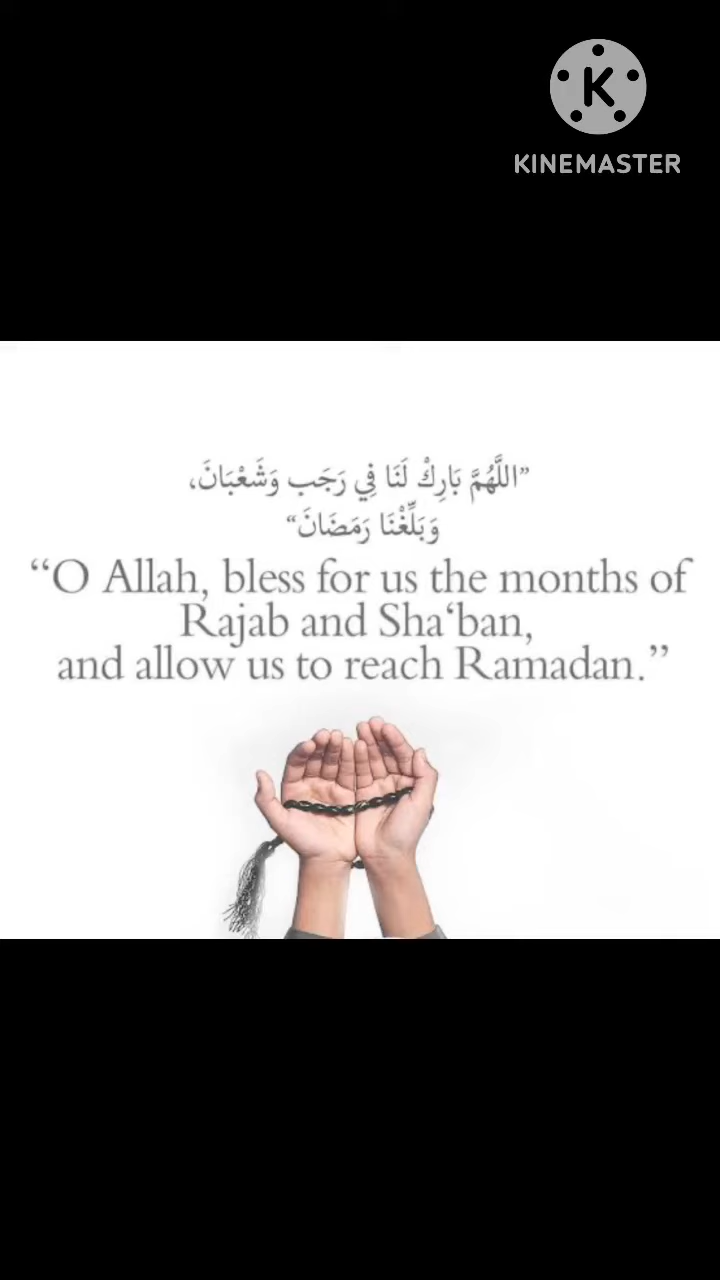 K
KINEMASTER
”اللَّهُمَّ بَارِكْ لَنَا فِي رَجَب وَشَعْبَانَ،
وَبَلِّغْنَا رَمَضَانَ“
“O Allah, bless for us the months of
Rajab and Sha‘ban,
and allow us to reach Ramadan.”